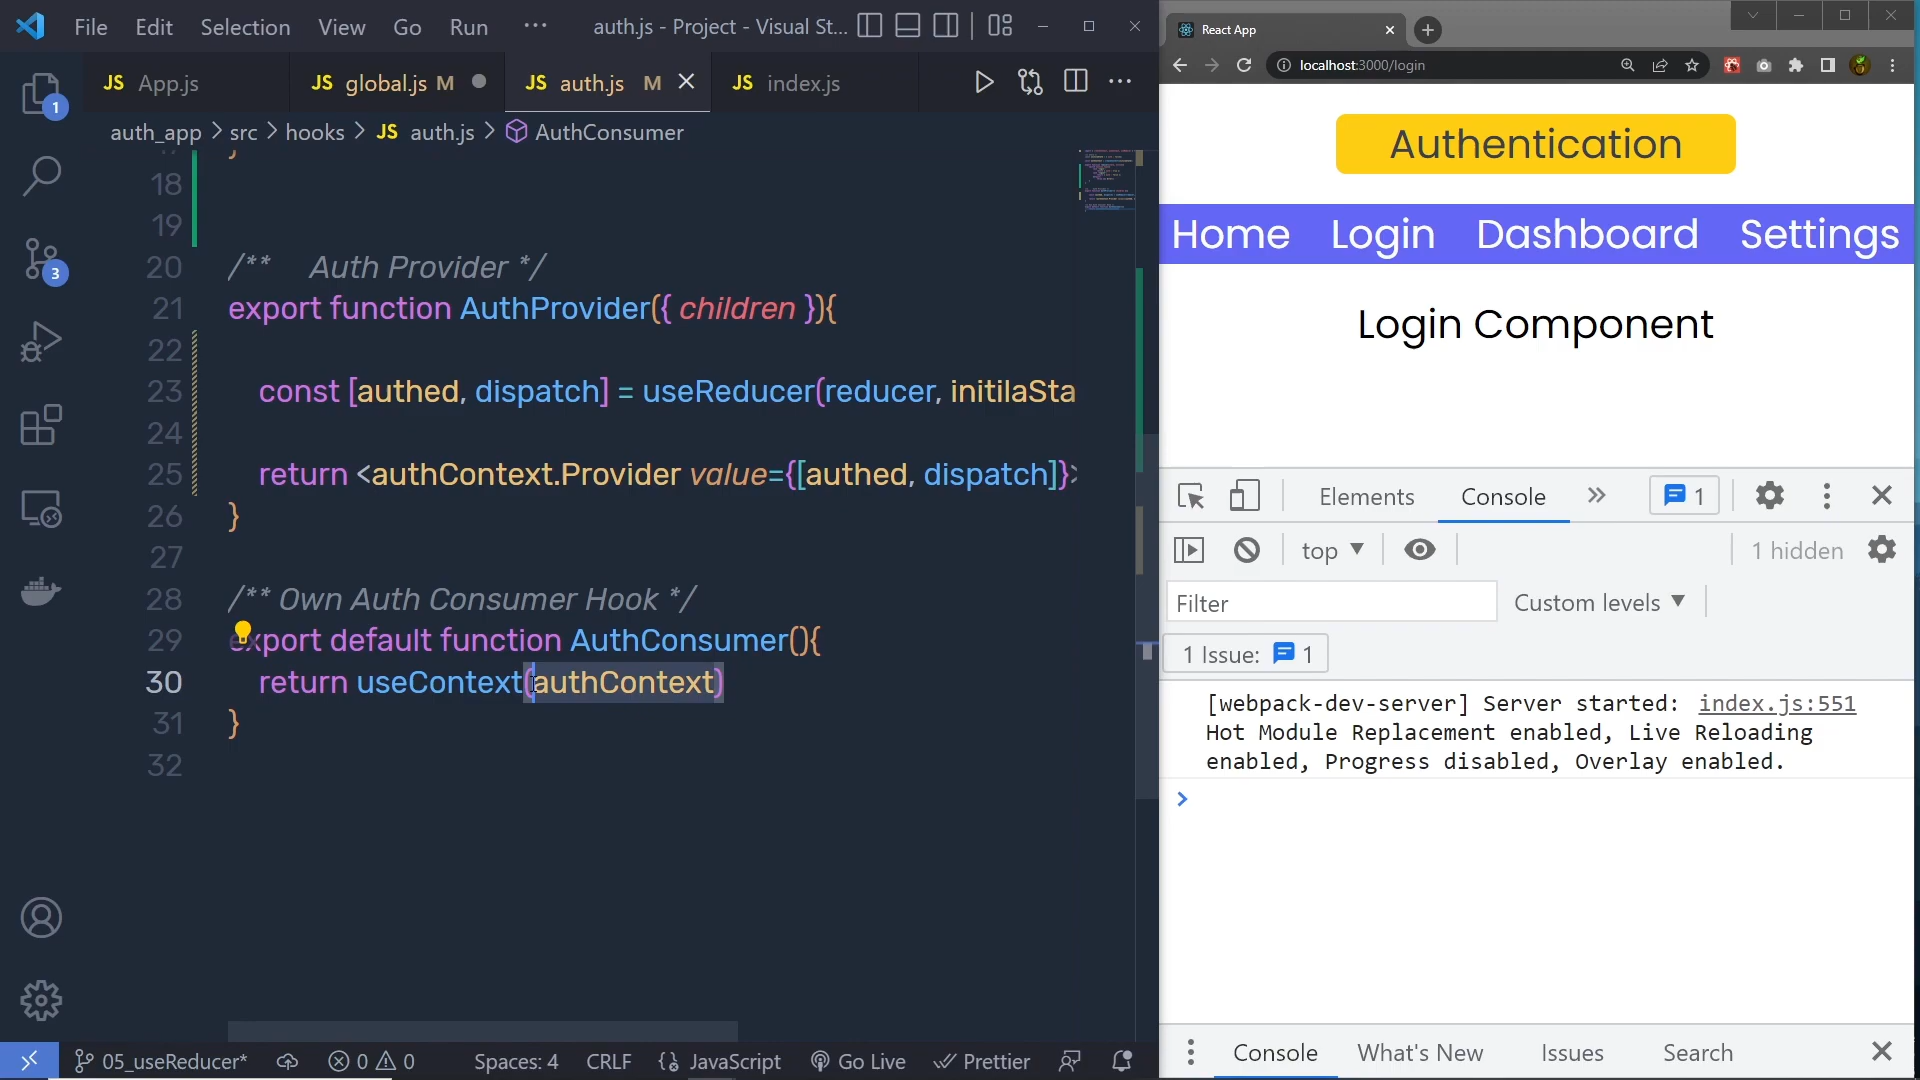 File Edit Selection View Go Run ··· auth.js - Project - Visual St...
JS App.js JS global.js M JS auth.js M JS index.js
auth_app > src > hooks > JS auth.js > AuthConsumer
1
3
18
19
20 /** Auth Provider */
21 export function AuthProvider({ children }){
22
23 const [authed, dispatch] = useReducer(reducer, initilaSta
24
25 return <authContext.Provider value={[authed, dispatch]}>
26 }
27
28 /** Own Auth Consumer Hook */
29 export default function AuthConsumer(){
30 return useContext(authContext)
31 }
32
05_useReducer* 0 0 Spaces: 4 CRLF {} JavaScript Go Live Prettier
React App
localhost:3000/login
Authentication
Home Login Dashboard Settings
Login Component
Elements Console » 1
top ▼ 1 hidden
Filter Custom levels ▼
1 Issue: 1
[webpack-dev-server] Server started: index.js:551
Hot Module Replacement enabled, Live Reloading
enabled, Progress disabled, Overlay enabled.
>
Console What's New Issues Search